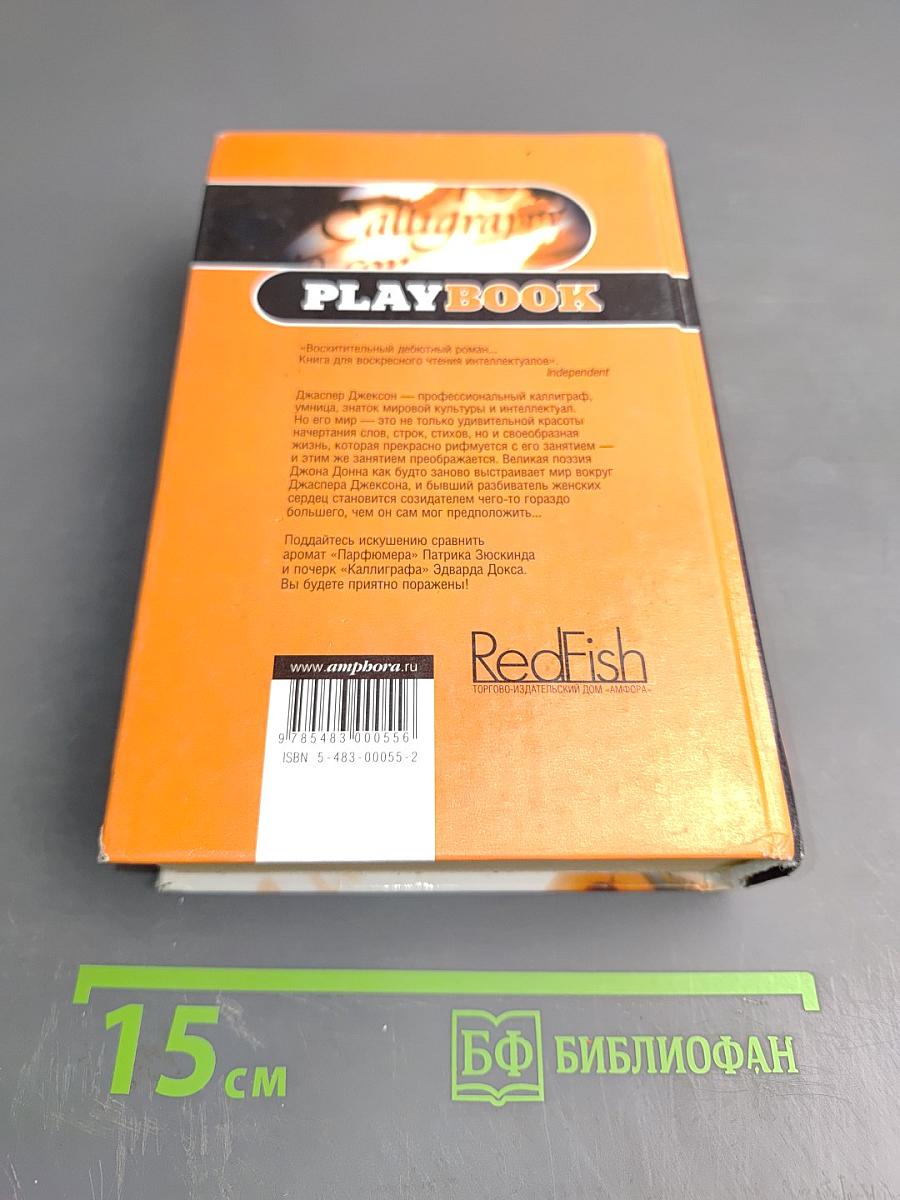 Calligraphy
PLAYBOOK
«Восхитительный дебютный роман...
Книга для воскресного чтения интеллектуалов».
Independent
Джаспер Джексон — профессиональный каллиграф,
умница, знаток мировой культуры и интеллектуал.
Но его мир — это не только удивительной красоты
начертания слов, строк, стихов, но и своеобразная
жизнь, которая прекрасно рифмуется с его занятием —
и этим же занятием преображается. Великая поэзия
Джона Донна как будто заново выстраивает мир вокруг
Джаспера Джексона, и бывший разбиватель женских
сердец становится созидателем чего-то гораздо
большего, чем он сам мог предположить...
Поддайтесь искушению сравнить
аромат «Парфюмера» Патрика Зюскинда
и почерк «Каллиграфа» Эдварда Докса.
Вы будете приятно поражены!
RedFish
ТОРГОВО-ИЗДАТЕЛЬСКИЙ ДОМ «АМФОРА»
www.amphora.ru
9 785483 000556
ISBN 5-483-00055-2
15 см
БФ БИБЛИОФАН